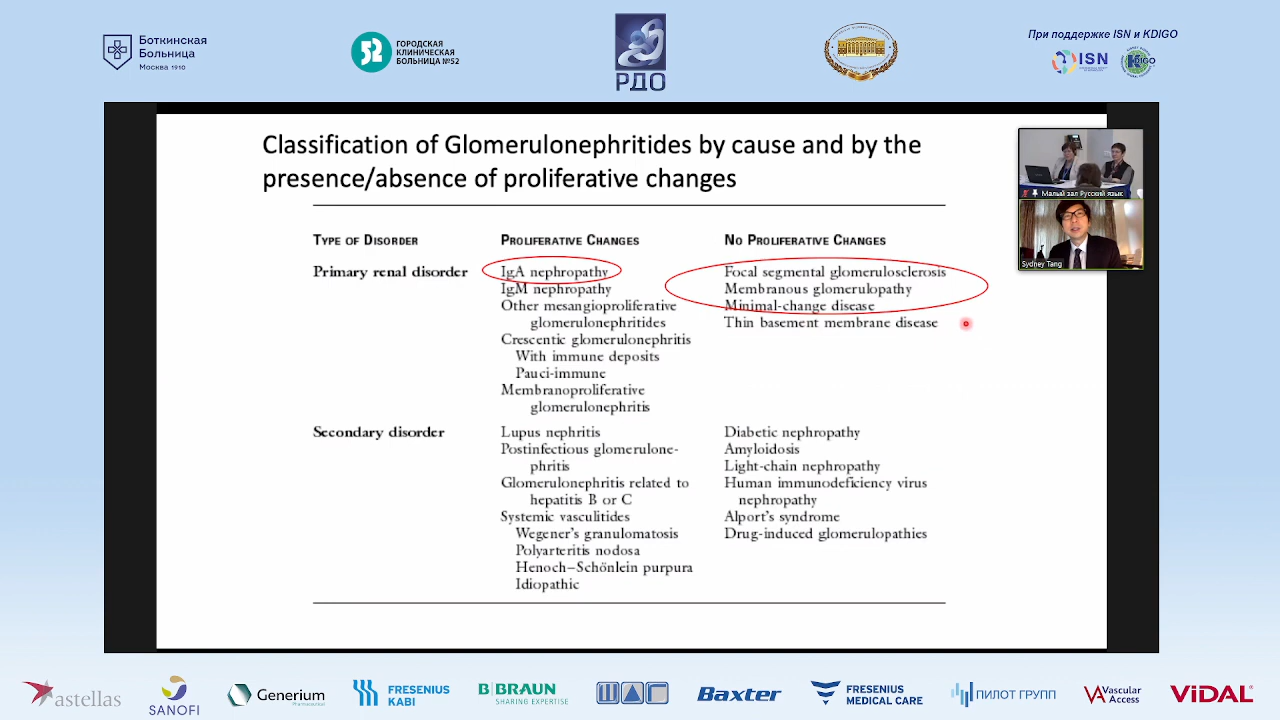 Боткинская
Больница
Москва 1910
52
ГОРОДСКАЯ
КЛИНИЧЕСКАЯ
БОЛЬНИЦА №52
РДО
При поддержке ISN и KDIGO
ISN
KDIGO
Classification of Glomerulonephritides by cause and by the
presence/absence of proliferative changes
TYPE OF DISORDER
PROLIFERATIVE CHANGES
NO PROLIFERATIVE CHANGES
Primary renal disorder
IgA nephropathy
IgM nephropathy
Other mesangioproliferative
glomerulonephritides
Crescentic glomerulonephritis
With immune deposits
Pauci-immune
Membranoproliferative
glomerulonephritis
Focal segmental glomerulosclerosis
Membranous glomerulopathy
Minimal-change disease
Thin basement membrane disease
Secondary disorder
Lupus nephritis
Postinfectious glomerulone-
phritis
Glomerulonephritis related to
hepatitis B or C
Systemic vasculitides
Wegener's granulomatosis
Polyarteritis nodosa
Henoch–Schönlein purpura
Idiopathic
Diabetic nephropathy
Amyloidosis
Light-chain nephropathy
Human immunodeficiency virus
nephropathy
Alport's syndrome
Drug-induced glomerulopathies
Малый зал Русский язык
Sydney Tang
astellas
SANOFI
Generium
Pharmaceuticals
FRESENIUS
KABI
B|BRAUN
SHARING EXPERTISE
ШАГ
Baxter
FRESENIUS
MEDICAL CARE
ПИЛОТ ГРУПП
VA Vascular
Access
ViDAL